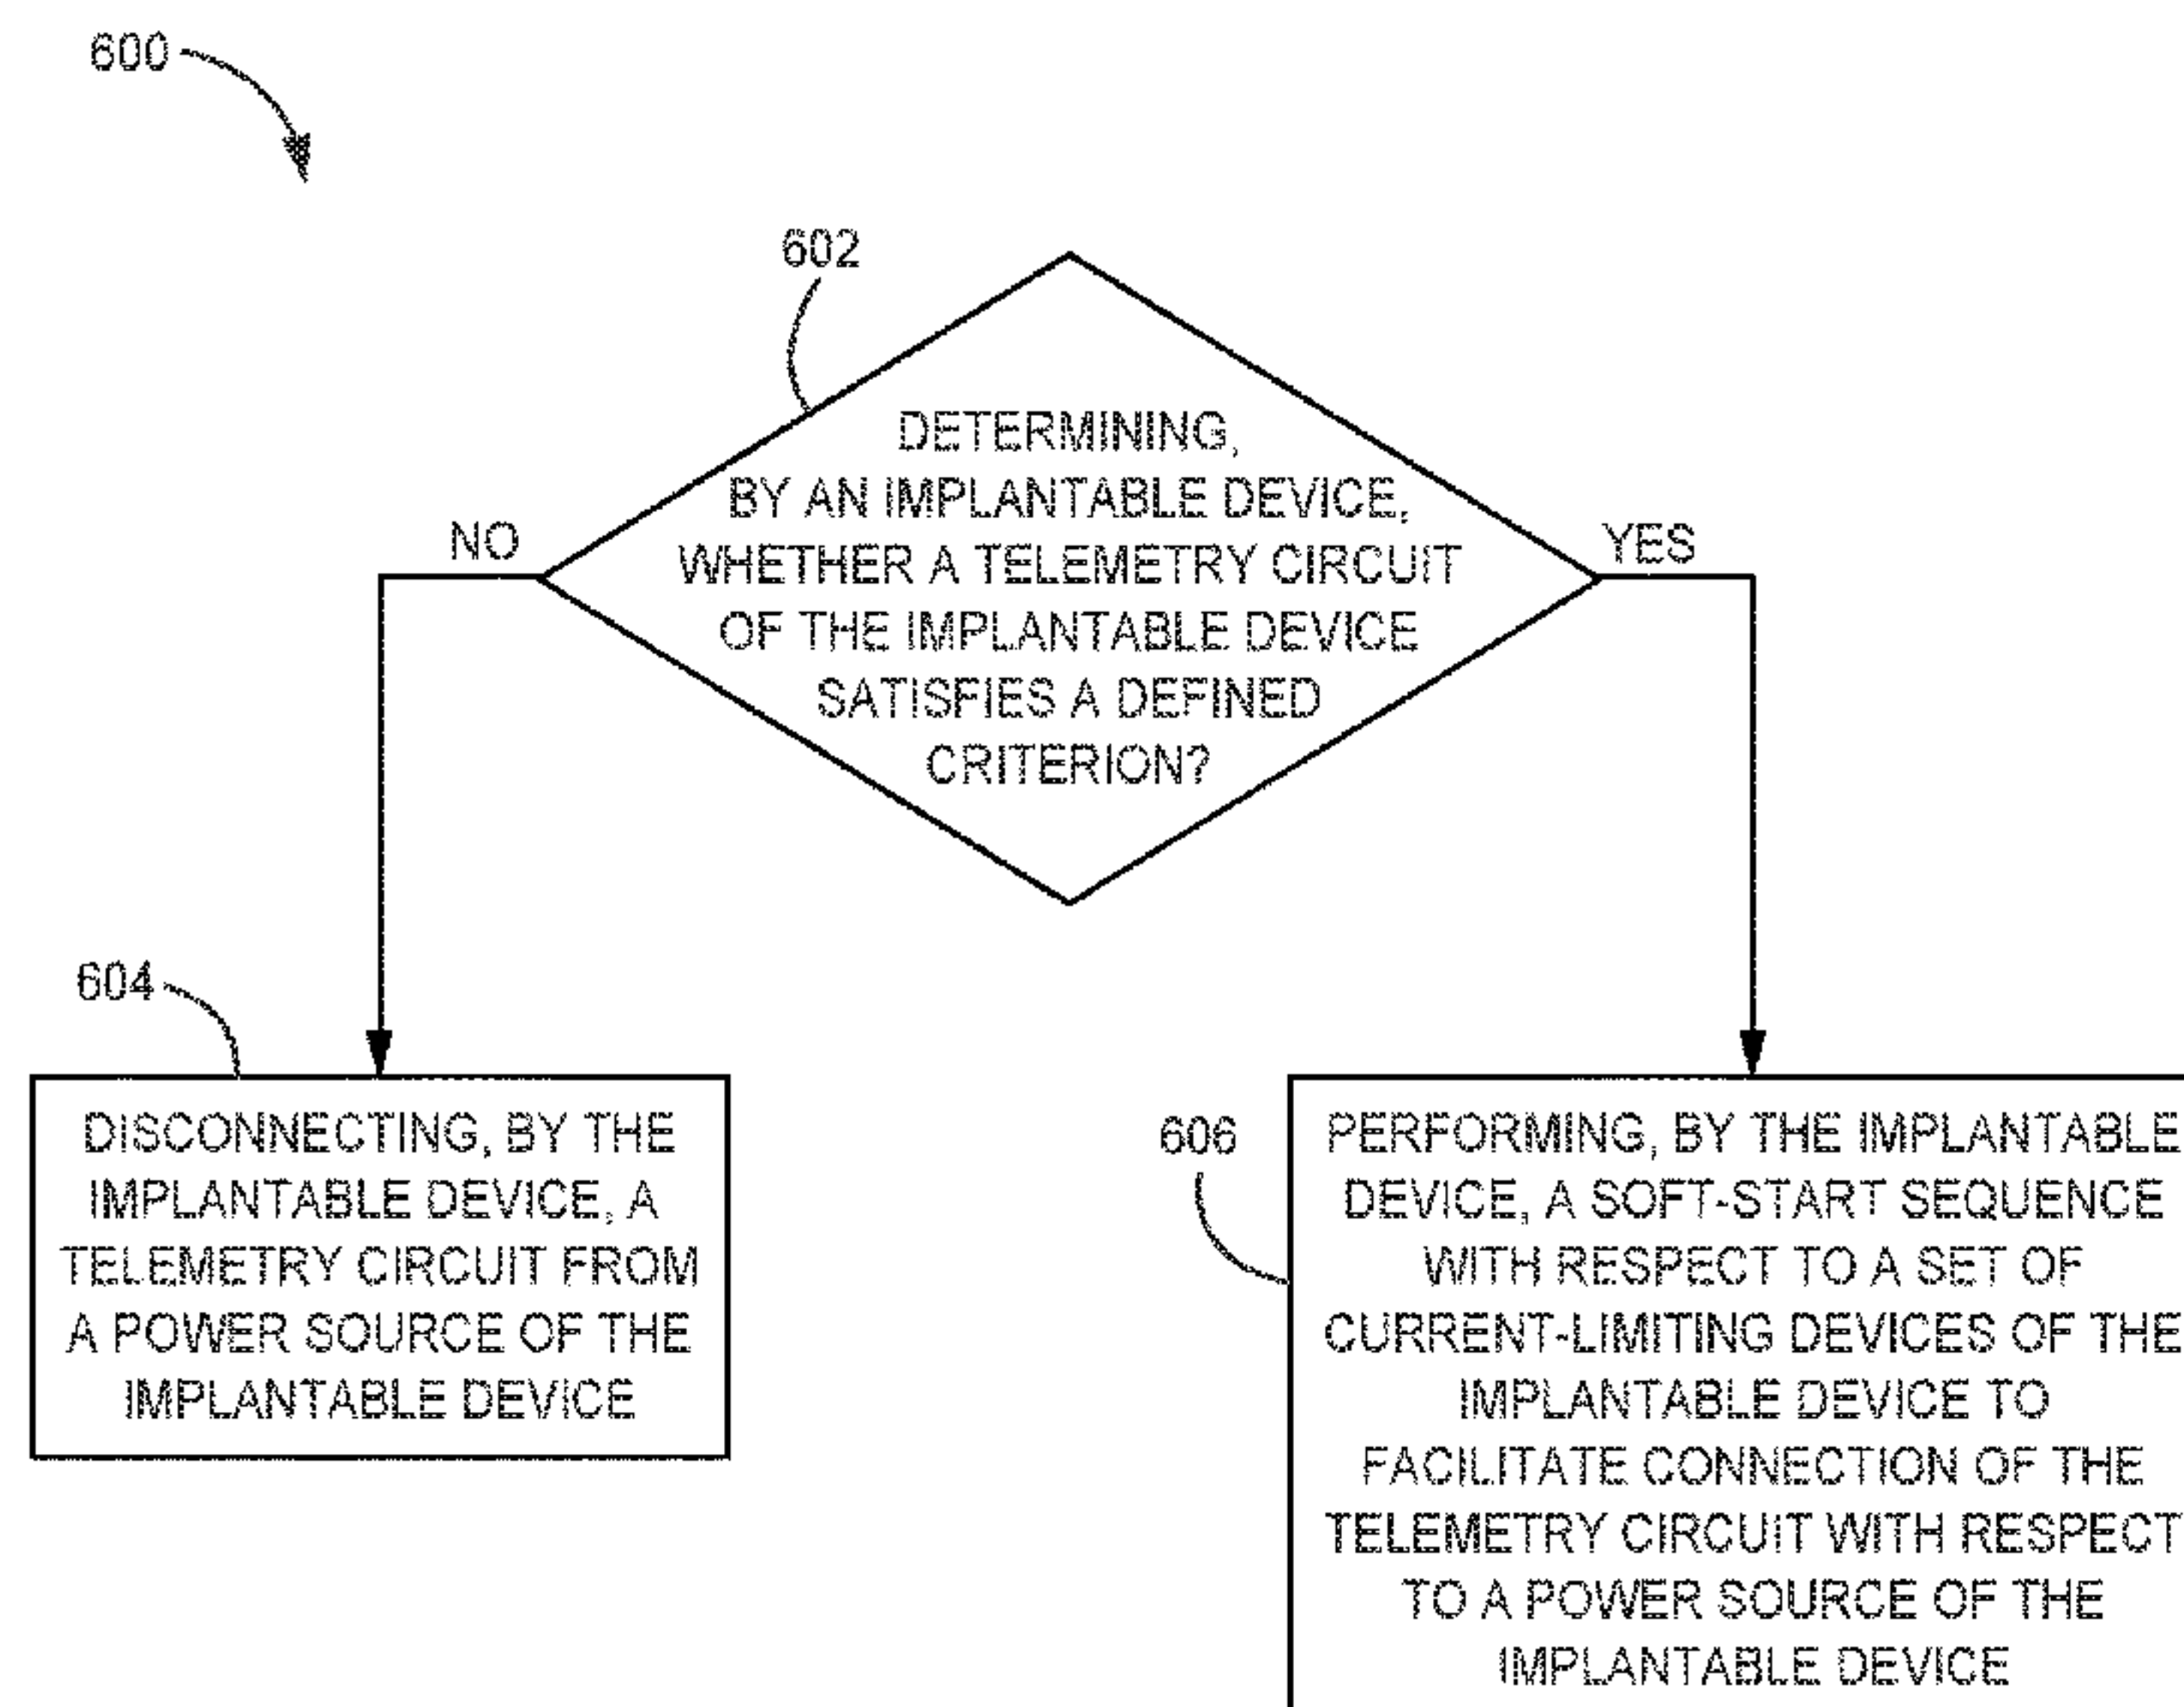 600
602
DETERMINING,
BY AN IMPLANTABLE DEVICE,
WHETHER A TELEMETRY CIRCUIT
OF THE IMPLANTABLE DEVICE
SATISFIES A DEFINED
CRITERION?
NO
YES
604
DISCONNECTING, BY THE
IMPLANTABLE DEVICE, A
TELEMETRY CIRCUIT FROM
A POWER SOURCE OF THE
IMPLANTABLE DEVICE
606
PERFORMING, BY THE IMPLANTABLE
DEVICE, A SOFT-START SEQUENCE
WITH RESPECT TO A SET OF
CURRENT-LIMITING DEVICES OF THE
IMPLANTABLE DEVICE TO
FACILITATE CONNECTION OF THE
TELEMETRY CIRCUIT WITH RESPECT
TO A POWER SOURCE OF THE
IMPLANTABLE DEVICE